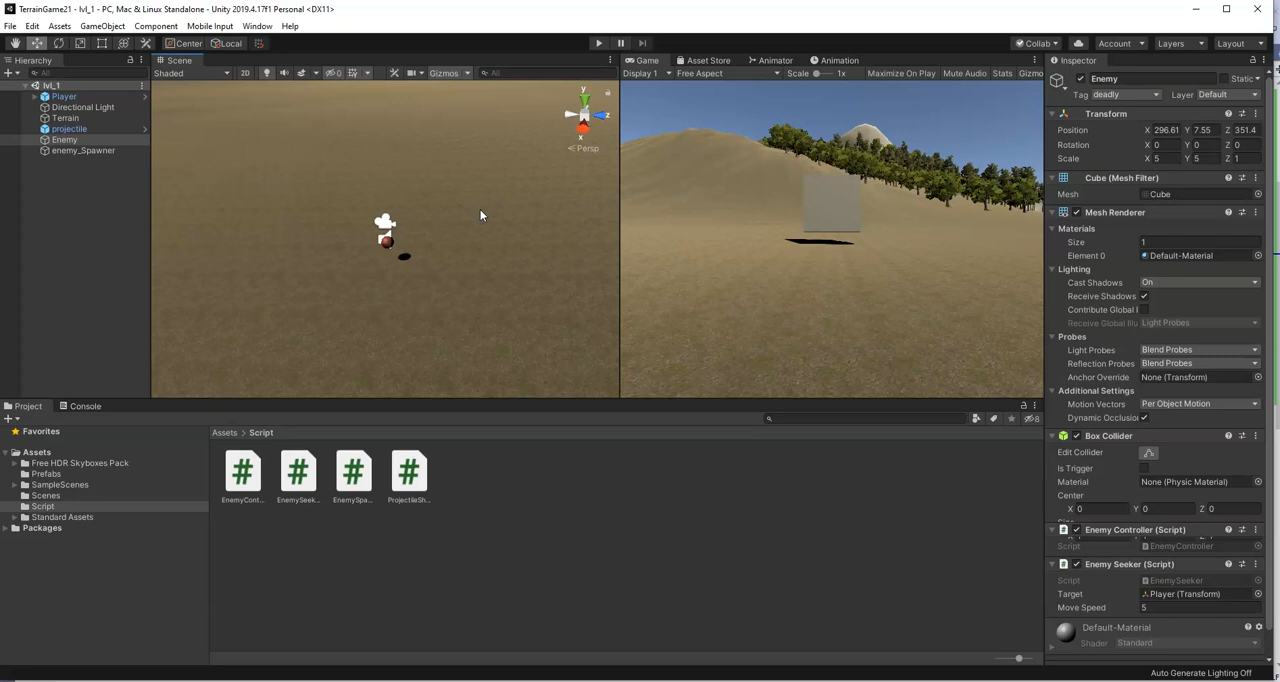 TerrainGame21 - lvl_1 - PC, Mac & Linux Standalone - Unity 2019.4.17f1 Personal <DX11>
File Edit Assets GameObject Component Mobile Input Window Help
Center Local Collab Account Layers Layout
Hierarchy
All
lvl_1
Player
Directional Light
Terrain
projectile
Enemy
enemy_Spawner
Scene
Shaded 2D 0 Gizmos All
y
z
x
Persp
Game Asset Store Animator Animation
Display 1 Free Aspect Scale 1x Maximize On Play Mute Audio Stats Gizmos
Inspector
Enemy Static
Tag deadly Layer Default
Transform
Position X 296.61 Y 7.55 Z 351.4
Rotation X 0 Y 0 Z 0
Scale X 5 Y 5 Z 1
Cube (Mesh Filter)
Mesh Cube
Mesh Renderer
Materials
Size 1
Element 0 Default-Material
Lighting
Cast Shadows On
Receive Shadows
Contribute Global I
Receive Global Illu Light Probes
Probes
Light Probes Blend Probes
Reflection Probes Blend Probes
Anchor Override None (Transform)
Additional Settings
Motion Vectors Per Object Motion
Dynamic Occlusio
Box Collider
Edit Collider
Is Trigger
Material None (Physic Material)
Center
X 0 Y 0 Z 0
Enemy Controller (Script)
Script EnemyController
Enemy Seeker (Script)
Script EnemySeeker
Target Player (Transform)
Move Speed 5
Default-Material
Shader Standard
Project Console
8
Favorites
Assets
Free HDR Skyboxes Pack
Prefabs
SampleScenes
Scenes
Script
Standard Assets
Packages
Assets > Script
EnemyCont... EnemySeek... EnemySpa... ProjectileSh...
Auto Generate Lighting Off